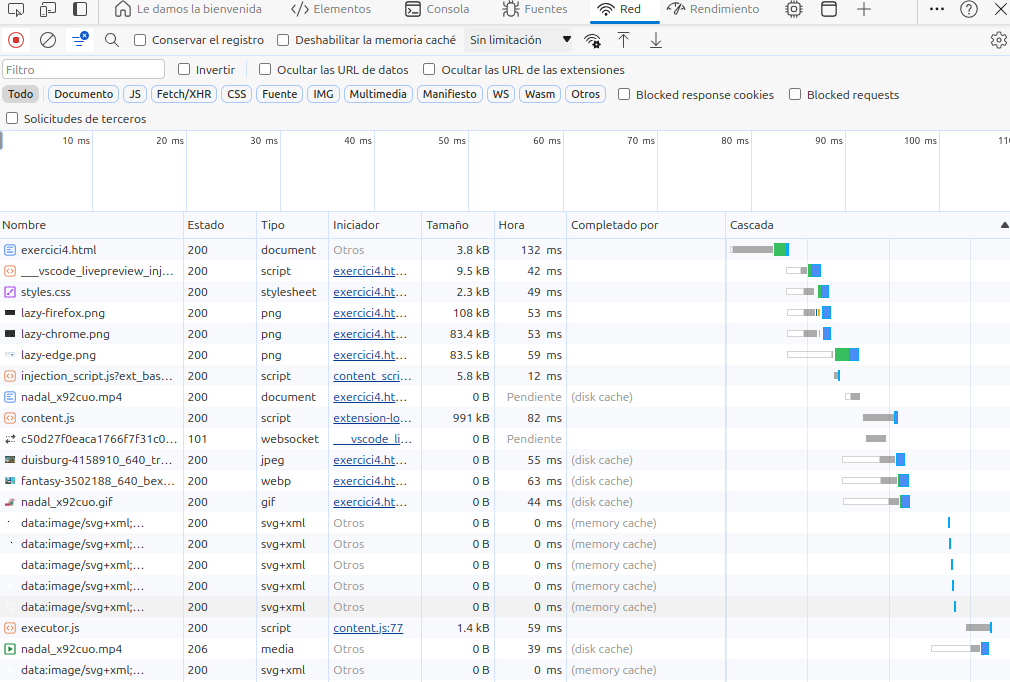 Le damos la bienvenida Elementos Consola Fuentes Red Rendimiento
Conservar el registro Deshabilitar la memoria caché Sin limitación
Filtro Invertir Ocultar las URL de datos Ocultar las URL de las extensiones
Todo Documento JS Fetch/XHR CSS Fuente IMG Multimedia Manifiesto WS Wasm Otros Blocked response cookies Blocked requests
Solicitudes de terceros
10 ms 20 ms 30 ms 40 ms 50 ms 60 ms 70 ms 80 ms 90 ms 100 ms 110
Nombre Estado Tipo Iniciador Tamaño Hora Completado por Cascada
exercici4.html 200 document Otros 3.8 kB 132 ms
___vscode_livepreview_inj... 200 script exercici4.ht... 9.5 kB 42 ms
styles.css 200 stylesheet exercici4.ht... 2.3 kB 49 ms
lazy-firefox.png 200 png exercici4.ht... 108 kB 53 ms
lazy-chrome.png 200 png exercici4.ht... 83.4 kB 53 ms
lazy-edge.png 200 png exercici4.ht... 83.5 kB 59 ms
injection_script.js?ext_bas... 200 script content_scri... 5.8 kB 12 ms
nadal_x92cuo.mp4 200 document exercici4.ht... 0 B Pendiente (disk cache)
content.js 200 script extension-lo... 991 kB 82 ms
c50d27f0eaca1766f7f31c0... 101 websocket ___vscode_li... 0 B Pendiente
duisburg-4158910_640_tr... 200 jpeg exercici4.ht... 0 B 55 ms (disk cache)
fantasy-3502188_640_bex... 200 webp exercici4.ht... 0 B 63 ms (disk cache)
nadal_x92cuo.gif 200 gif exercici4.ht... 0 B 44 ms (disk cache)
data:image/svg+xml;... 200 svg+xml Otros 0 B 0 ms (memory cache)
data:image/svg+xml;... 200 svg+xml Otros 0 B 0 ms (memory cache)
data:image/svg+xml;... 200 svg+xml Otros 0 B 0 ms (memory cache)
data:image/svg+xml;... 200 svg+xml Otros 0 B 0 ms (memory cache)
data:image/svg+xml;... 200 svg+xml Otros 0 B 0 ms (memory cache)
executor.js 200 script content.js:77 1.4 kB 59 ms
nadal_x92cuo.mp4 206 media Otros 0 B 39 ms (disk cache)
data:image/svg+xml;... 200 svg+xml Otros 0 B 0 ms (memory cache)